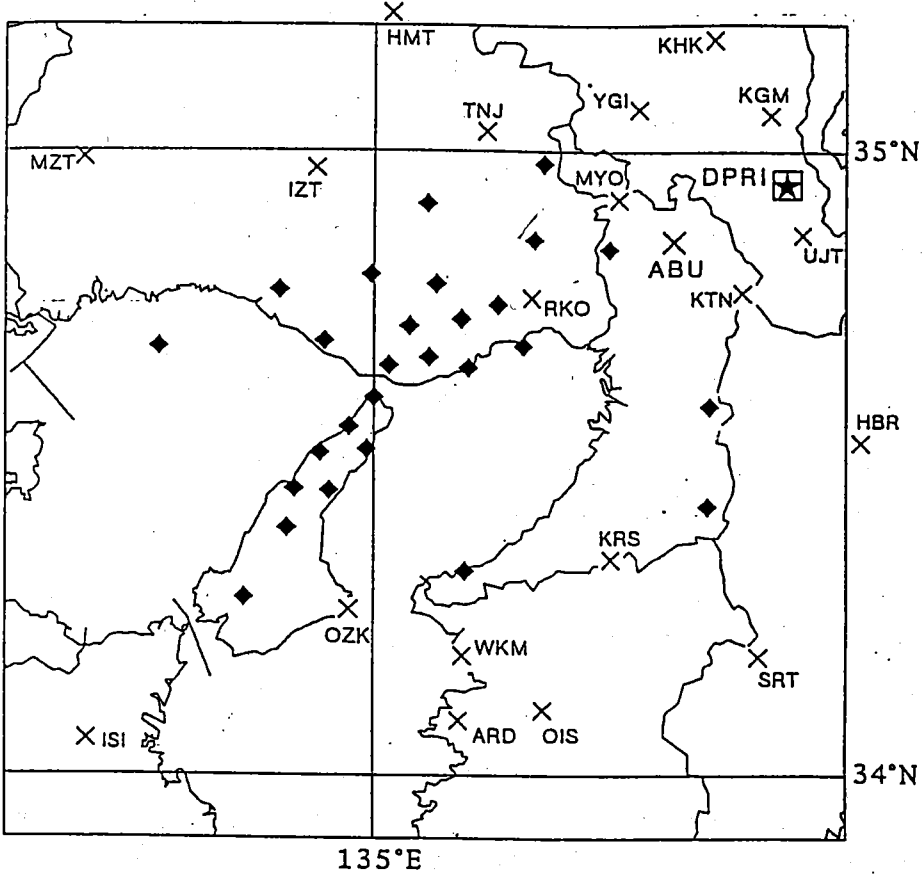 HMT
KHK
YGI
KGM
TNJ
35°N
MZT
IZT
MYO
DPRI
UJT
ABU
KTN
RKO
HBR
KRS
OZK
WKM
SRT
ISI
ARD
OIS
34°N
135°E